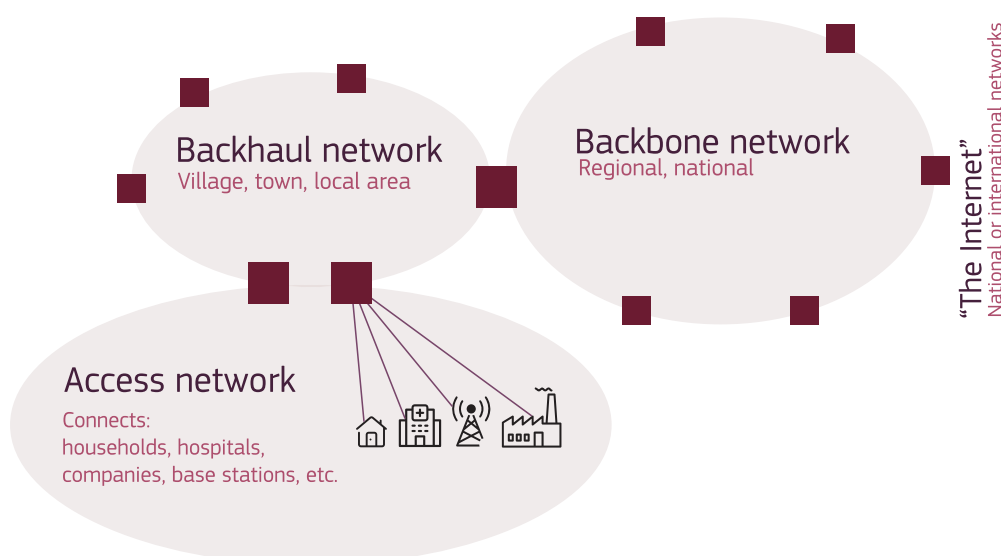 Backhaul network
Village, town, local area
Backbone network
Regional, national
“The Internet”
National or international networks
Access network
Connects:
households, hospitals,
companies, base stations, etc.